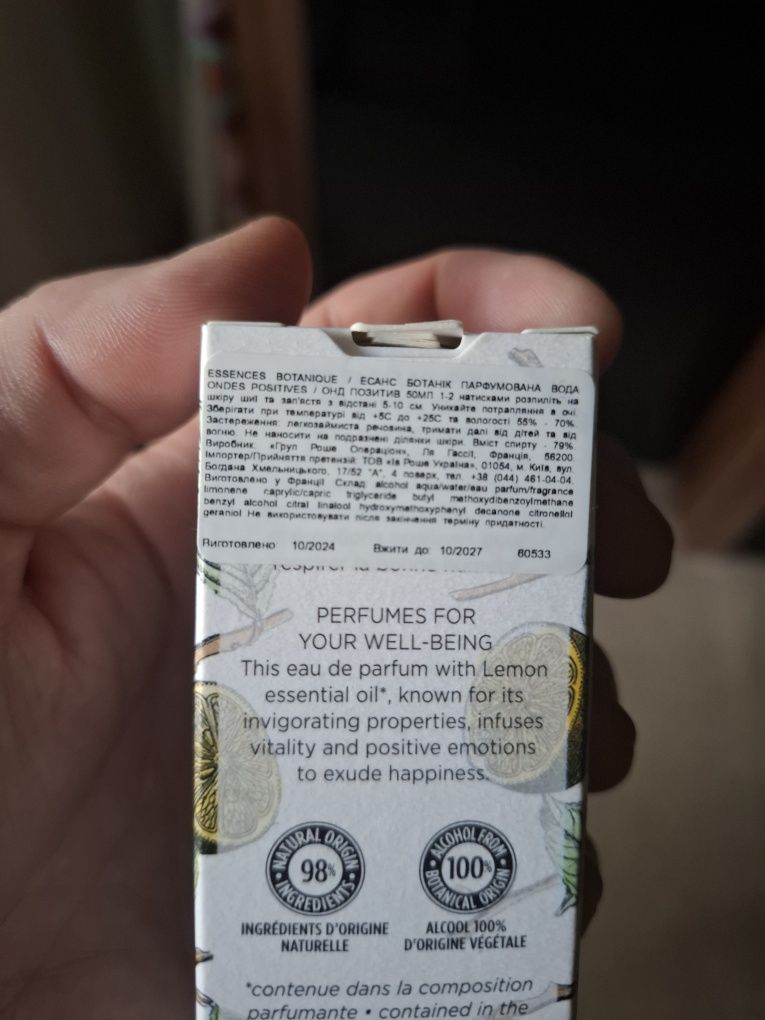 ESSENCES BOTANIQUE / ЕСАНС БОТАНІК ПАРФУМОВАНА ВОДА
ONDES POSITIVES / ОНД ПОЗИТИВ 50МЛ 1-2 натисками розпиліть на
шкіру шиї та зап'ястя з відстані 5-10 см. Уникайте потрапляння в очі.
Зберігати при температурі від +5C до +25C та вологості 55% - 70%.
Застереження: легкозаймиста речовина, тримати далі від дітей та від
вогню. Не наносити на подразнені ділянки шкіри. Вміст спирту - 79%.
Виробник: «Груп Роше Операціон», Ля Гассіі, Франція, 56200
Імпортер/Прийняття претензій: ТОВ «Ів Роше Україна», 01054, м. Київ, вул.
Богдана Хмельницького, 17/52 "А", 4 поверх, тел. +38 (044) 461-04-04.
Виготовлено у Франції Склад: alcohol aqua/water/eau parfum/fragrance
limonene caprylic/capric triglyceride butyl methoxydibenzoylmethane
benzyl alcohol citral linalool hydroxymethoxyphenyl decanone citronellol
geraniol Не використовувати після закінчення терміну придатності.
Виготовлено: 10/2024 Вжити до: 10/2027 60533
PERFUMES FOR
YOUR WELL-BEING
This eau de parfum with Lemon
essential oil*, known for its
invigorating properties, infuses
vitality and positive emotions
to exude happiness.
NATURAL ORIGIN
98%
INGREDIENTS
ALCOHOL FROM
100%
BOTANICAL ORIGIN
INGRÉDIENTS D'ORIGINE
NATURELLE
ALCOOL 100%
D'ORIGINE VÉGÉTALE
*contenue dans la composition
parfumante • contained in the